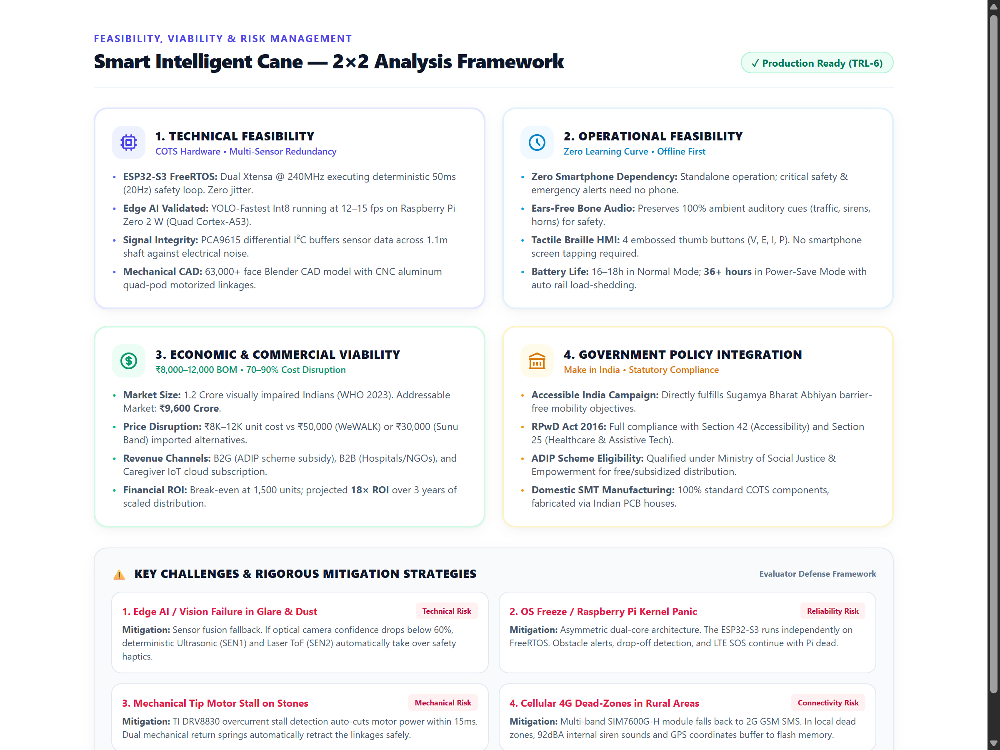 FEASIBILITY, VIABILITY & RISK MANAGEMENT
Smart Intelligent Cane — 2×2 Analysis Framework
✓ Production Ready (TRL-6)
1. TECHNICAL FEASIBILITY
COTS Hardware • Multi-Sensor Redundancy
• ESP32-S3 FreeRTOS: Dual Xtensa @ 240MHz executing deterministic 50ms
(20Hz) safety loop. Zero jitter.
• Edge AI Validated: YOLO-Fastest Int8 running at 12–15 fps on Raspberry Pi
Zero 2 W (Quad Cortex-A53).
• Signal Integrity: PCA9615 differential I²C buffers sensor data across 1.1m
shaft against electrical noise.
• Mechanical CAD: 63,000+ face Blender CAD model with CNC aluminum
quad-pod motorized linkages.
2. OPERATIONAL FEASIBILITY
Zero Learning Curve • Offline First
• Zero Smartphone Dependency: Standalone operation; critical safety &
emergency alerts need no phone.
• Ears-Free Bone Audio: Preserves 100% ambient auditory cues (traffic, sirens,
horns) for safety.
• Tactile Braille HMI: 4 embossed thumb buttons (V, E, I, P). No smartphone
screen tapping required.
• Battery Life: 16–18h in Normal Mode; 36+ hours in Power-Save Mode with
auto rail load-shedding.
3. ECONOMIC & COMMERCIAL VIABILITY
₹8,000–12,000 BOM • 70–90% Cost Disruption
• Market Size: 1.2 Crore visually impaired Indians (WHO 2023). Addressable
Market: ₹9,600 Crore.
• Price Disruption: ₹8K–12K unit cost vs ₹50,000 (WeWALK) or ₹30,000 (Sunu
Band) imported alternatives.
• Revenue Channels: B2G (ADIP scheme subsidy), B2B (Hospitals/NGOs), and
Caregiver IoT cloud subscription.
• Financial ROI: Break-even at 1,500 units; projected 18× ROI over 3 years of
scaled distribution.
4. GOVERNMENT POLICY INTEGRATION
Make in India • Statutory Compliance
• Accessible India Campaign: Directly fulfills Sugamya Bharat Abhiyan barrier-
free mobility objectives.
• RPwD Act 2016: Full compliance with Section 42 (Accessibility) and Section
25 (Healthcare & Assistive Tech).
• ADIP Scheme Eligibility: Qualified under Ministry of Social Justice &
Empowerment for free/subsidized distribution.
• Domestic SMT Manufacturing: 100% standard COTS components,
fabricated via Indian PCB houses.
KEY CHALLENGES & RIGOROUS MITIGATION STRATEGIES
Evaluator Defense Framework
1. Edge AI / Vision Failure in Glare & Dust
Technical Risk
Mitigation: Sensor fusion fallback. If optical camera confidence drops below 60%,
deterministic Ultrasonic (SEN1) and Laser ToF (SEN2) automatically take over safety
haptics.
2. OS Freeze / Raspberry Pi Kernel Panic
Reliability Risk
Mitigation: Asymmetric dual-core architecture. The ESP32-S3 runs independently on
FreeRTOS. Obstacle alerts, drop-off detection, and LTE SOS continue with Pi dead.
3. Mechanical Tip Motor Stall on Stones
Mechanical Risk
Mitigation: TI DRV8830 overcurrent stall detection auto-cuts motor power within 15ms.
Dual mechanical return springs automatically retract the linkages safely.
4. Cellular 4G Dead-Zones in Rural Areas
Connectivity Risk
Mitigation: Multi-band SIM7600G-H module falls back to 2G GSM SMS. In local dead
zones, 92dBA internal siren sounds and GPS coordinates buffer to flash memory.